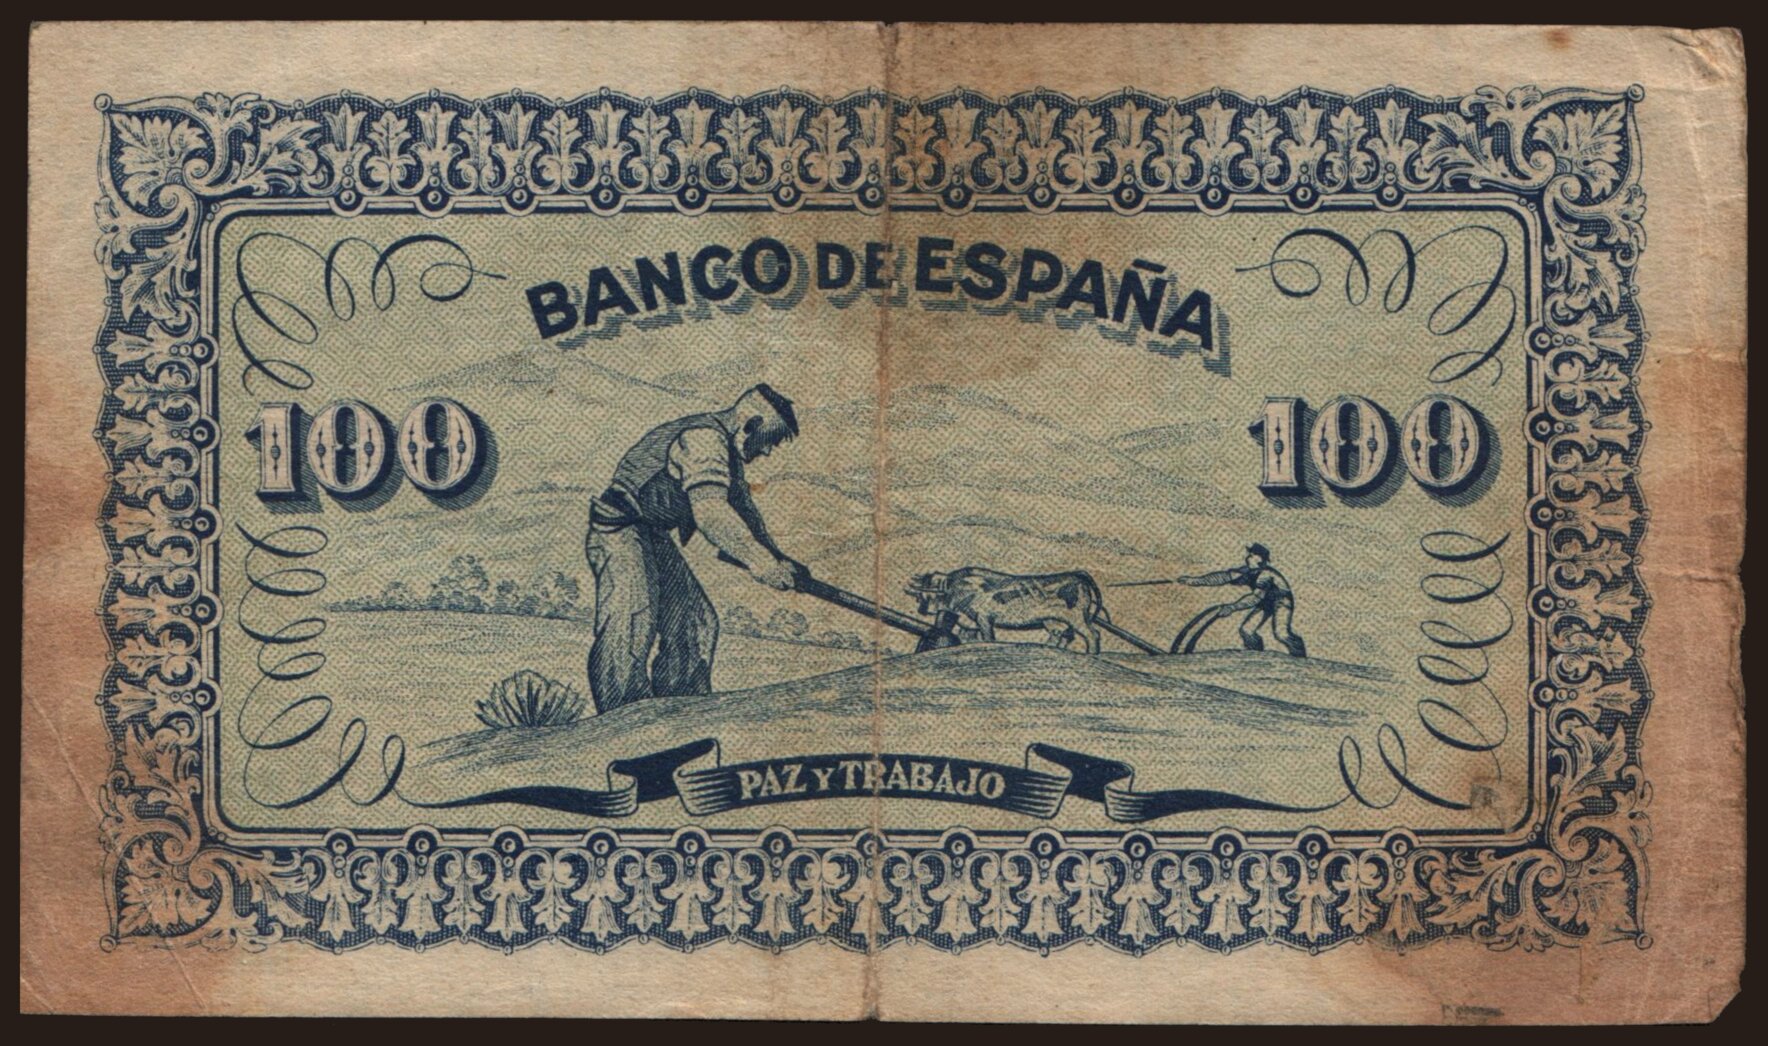 BANCO DE ESPAÑA
100 100
PAZ Y TRABAJO